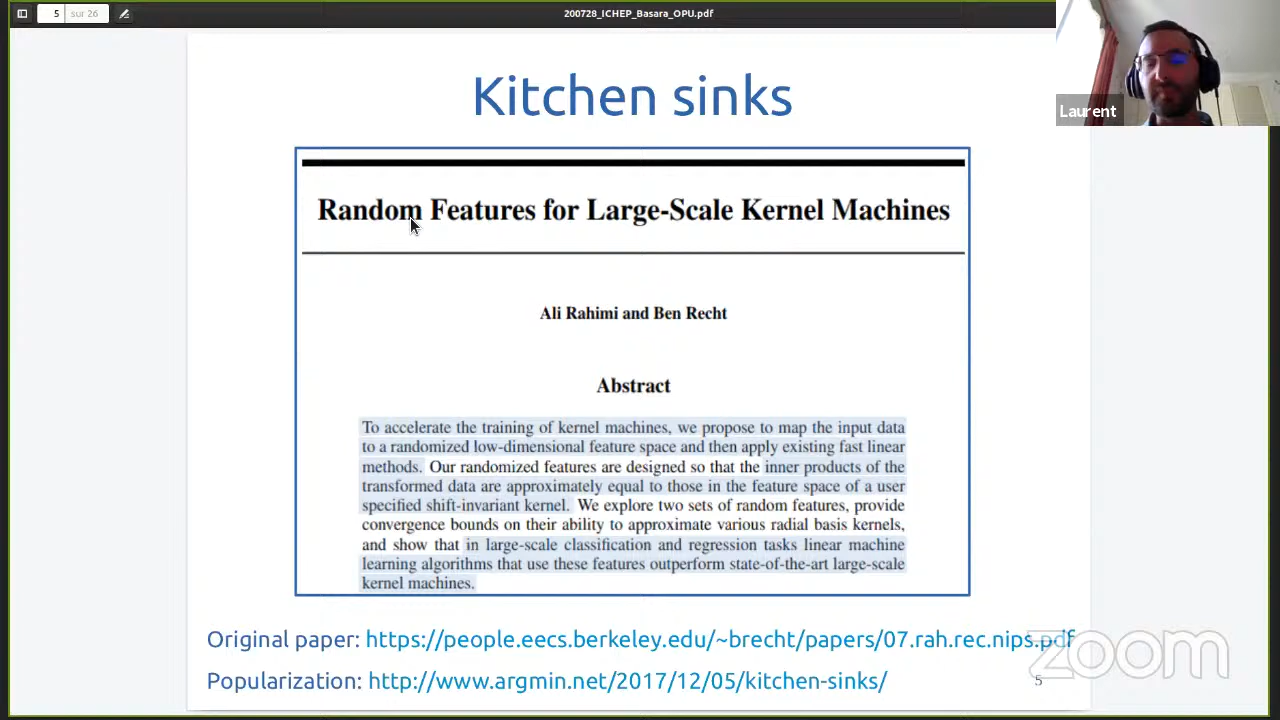 5 sur 26
200728_ICHEP_Basara_OPU.pdf
Laurent
Kitchen sinks
Random Features for Large-Scale Kernel Machines
Ali Rahimi and Ben Recht
Abstract
To accelerate the training of kernel machines, we propose to map the input data
to a randomized low-dimensional feature space and then apply existing fast linear
methods. Our randomized features are designed so that the inner products of the
transformed data are approximately equal to those in the feature space of a user
specified shift-invariant kernel. We explore two sets of random features, provide
convergence bounds on their ability to approximate various radial basis kernels,
and show that in large-scale classification and regression tasks linear machine
learning algorithms that use these features outperform state-of-the-art large-scale
kernel machines.
Original paper: https://people.eecs.berkeley.edu/~brecht/papers/07.rah.rec.nips.pdf
Popularization: http://www.argmin.net/2017/12/05/kitchen-sinks/
5
zoom